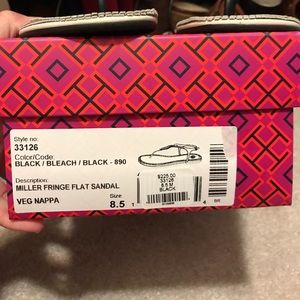 Style no:
33126
Color/Code:
BLACK / BLEACH / BLACK - 890
Description:
MILLER FRINGE FLAT SANDAL
VEG NAPPA
Size
8.5
$225.00
33126
8.5 M
BLACK
BR